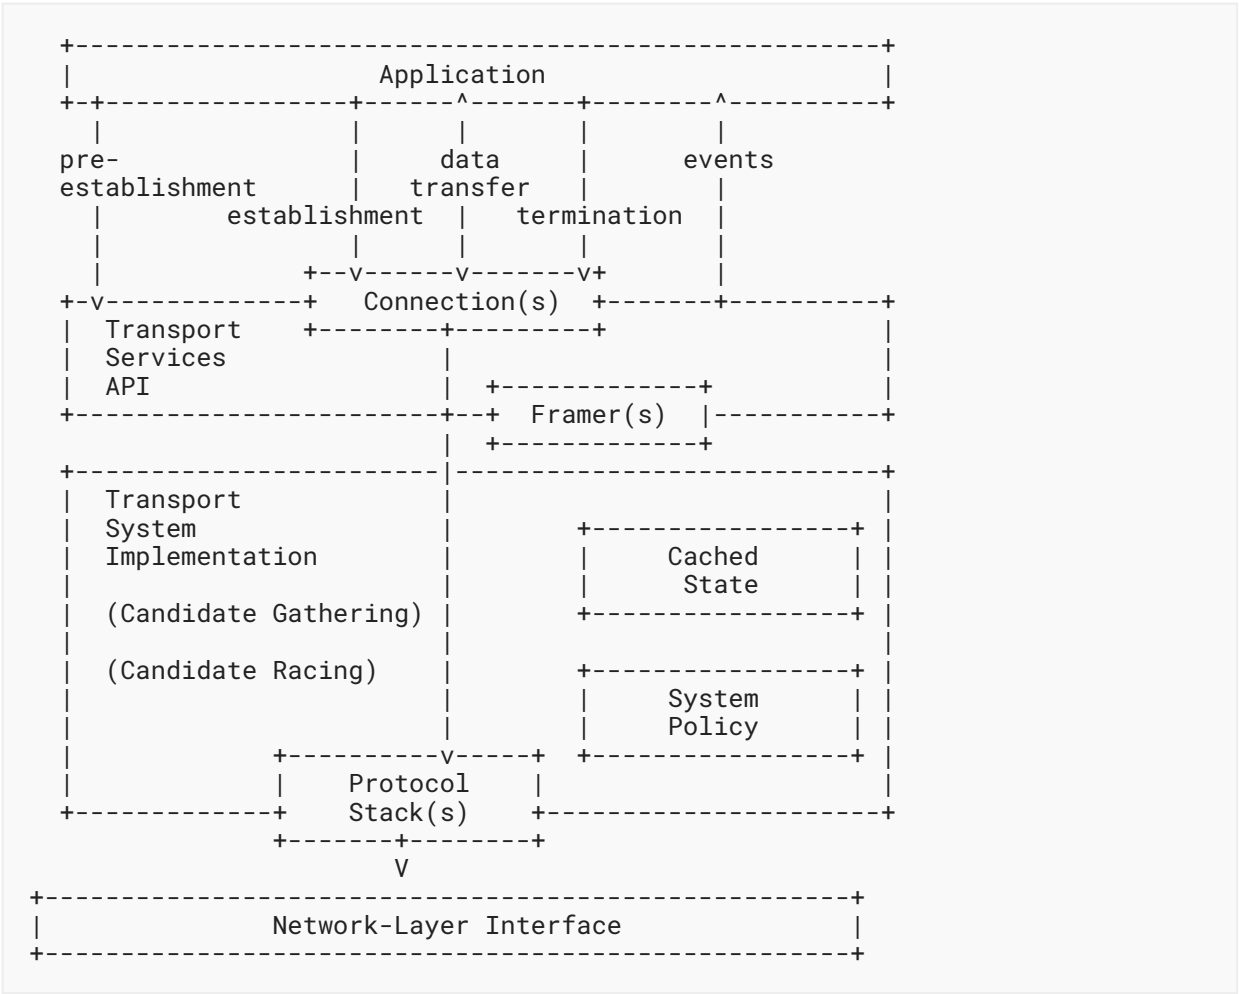 Application
pre-
data
events
establishment
transfer
establishment
termination
Connection(s)
Transport
Services
API
Framer(s)
Transport
System
Implementation
Cached
State
(Candidate Gathering)
(Candidate Racing)
System
Policy
Protocol
Stack(s)
Network-Layer Interface